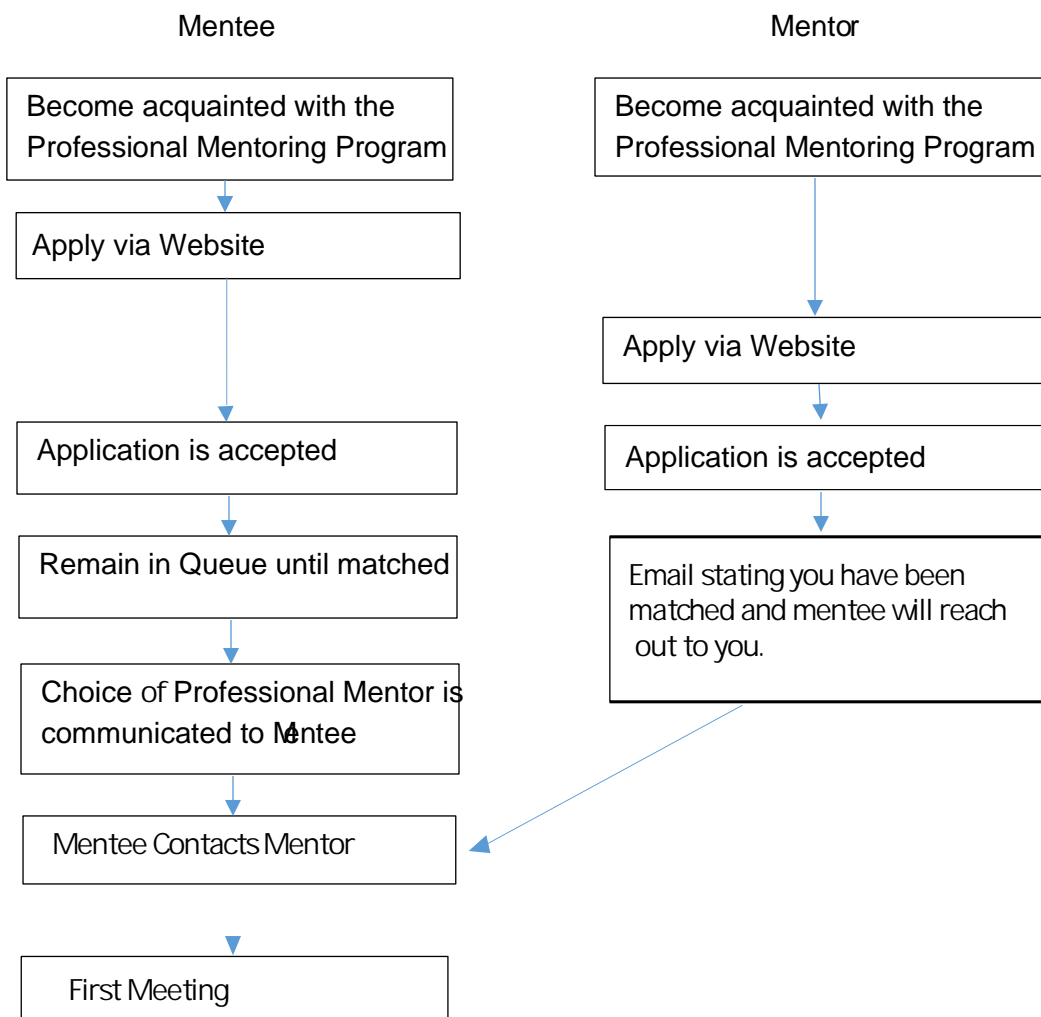 Mentee
Become acquainted with the
Professional Mentoring Program
Apply via Website
Application is accepted
Remain in Queue until matched
Choice of Professional Mentor is
communicated to Mentee
Mentee Contacts Mentor
First Meeting
Mentor
Become acquainted with the
Professional Mentoring Program
Apply via Website
Application is accepted
Email stating you have been
matched and mentee will reach
out to you.